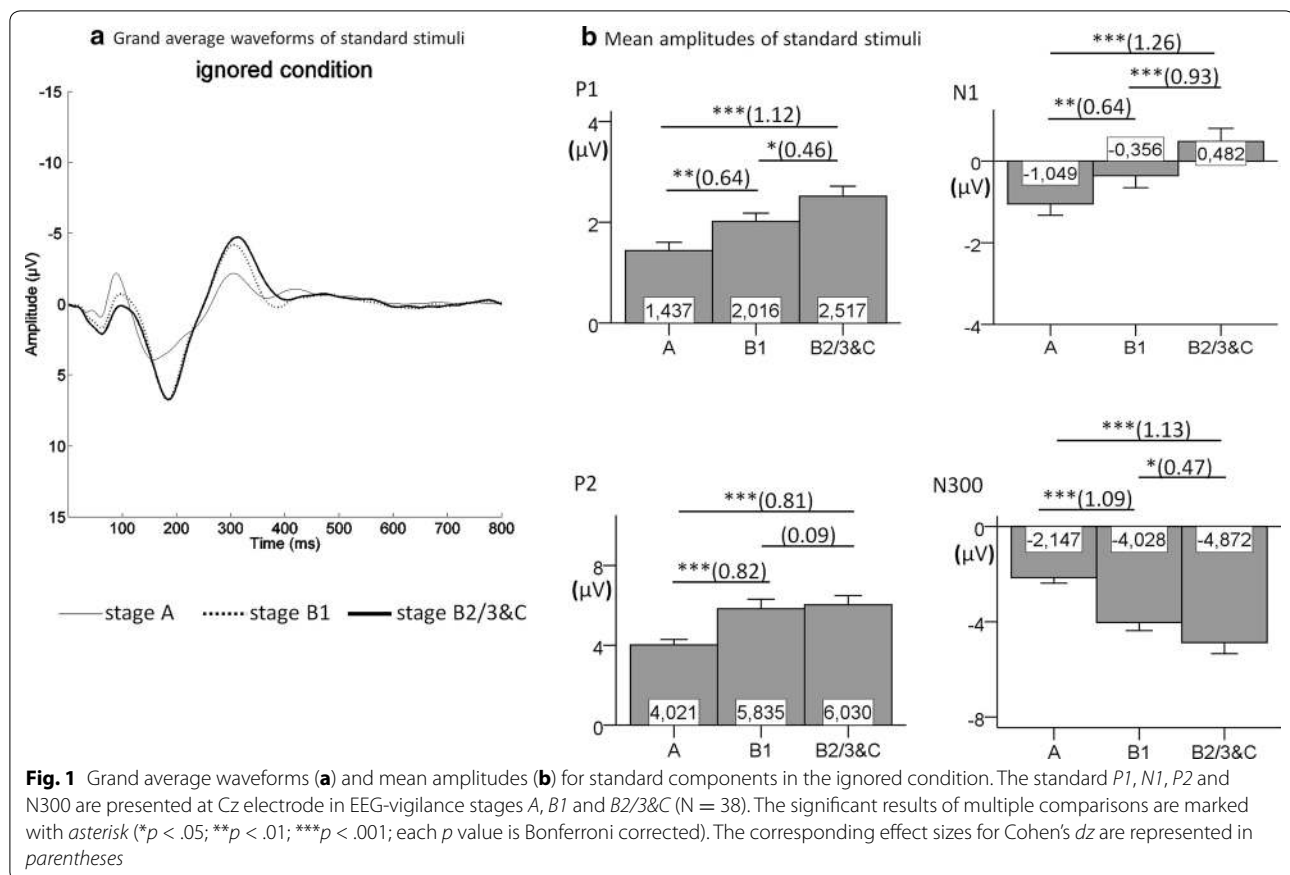 a Grand average waveforms of standard stimuli
ignored condition
-15
-10
-5
0
5
10
15
Amplitude (µV)
100 200 300 400 500 600 700 800
Time (ms)
stage A stage B1 stage B2/3&C
b Mean amplitudes of standard stimuli
P1
(µV)
4
2
0
***(1.12)
*(0.46)
**(0.64)
1,437 2,016 2,517
A B1 B2/3&C
N1
(µV)
0
-2
-4
***(1.26)
***(0.93)
**(0.64)
-1,049 -0,356 0,482
A B1 B2/3&C
P2
(µV)
8
4
0
***(0.81)
(0.09)
***(0.82)
4,021 5,835 6,030
A B1 B2/3&C
N300
(µV)
0
-4
-8
***(1.13)
*(0.47)
***(1.09)
-2,147 -4,028 -4,872
A B1 B2/3&C
Fig. 1 Grand average waveforms (a) and mean amplitudes (b) for standard components in the ignored condition. The standard P1, N1, P2 and
N300 are presented at Cz electrode in EEG-vigilance stages A, B1 and B2/3&C (N = 38). The significant results of multiple comparisons are marked
with asterisk (*p < .05; **p < .01; ***p < .001; each p value is Bonferroni corrected). The corresponding effect sizes for Cohen's dz are represented in
parentheses